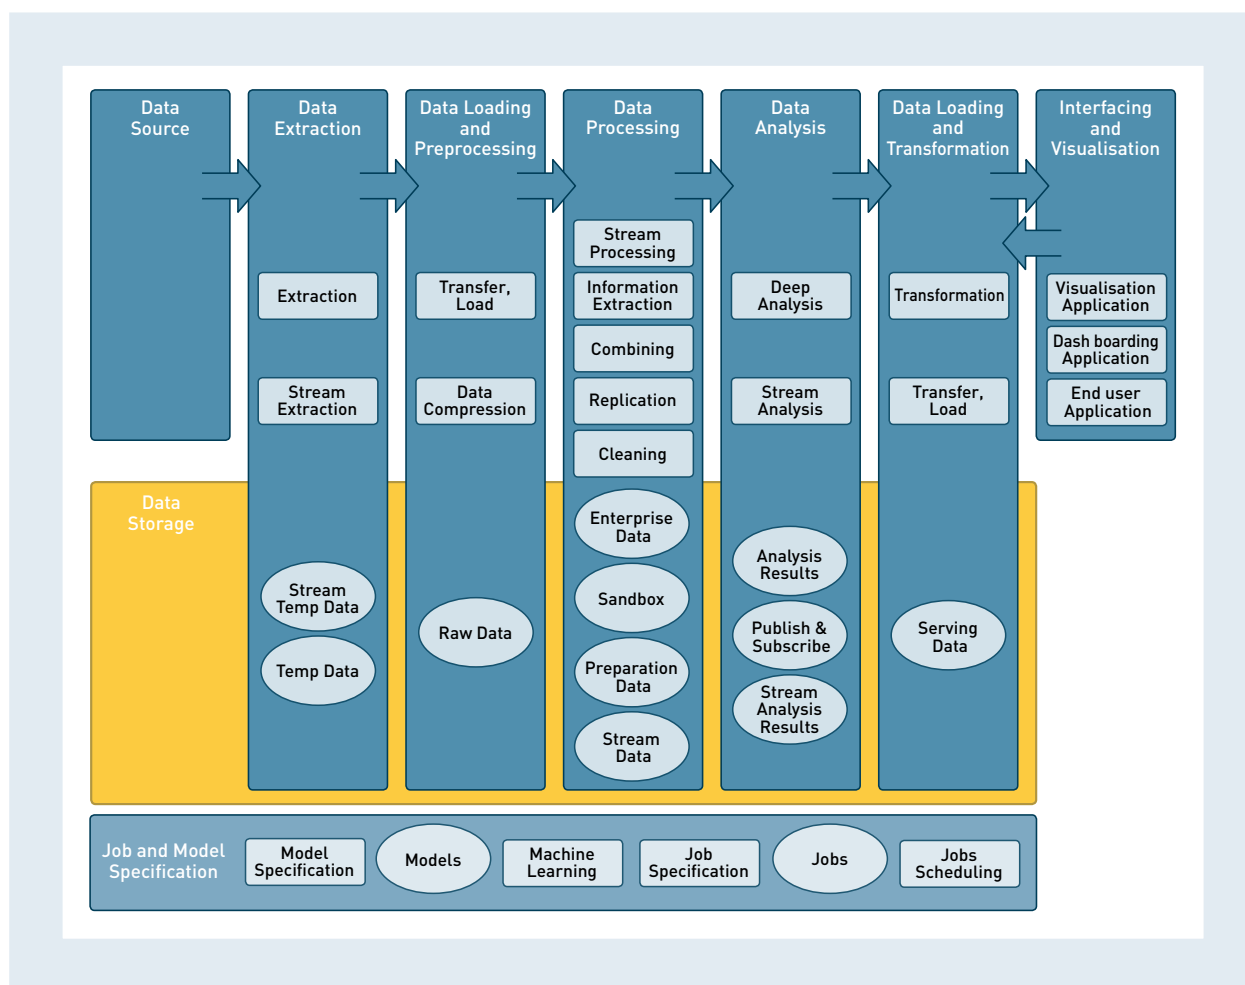 Data
Source
Data
Extraction
Data Loading
and
Preprocessing
Data
Processing
Data
Analysis
Data Loading
and
Transformation
Interfacing
and
Visualisation
Extraction
Stream
Extraction
Transfer,
Load
Data
Compression
Stream
Processing
Information
Extraction
Combining
Replication
Cleaning
Deep
Analysis
Stream
Analysis
Transformation
Transfer,
Load
Visualisation
Application
Dash boarding
Application
End user
Application
Data
Storage
Stream
Temp Data
Temp Data
Raw Data
Enterprise
Data
Sandbox
Preparation
Data
Stream
Data
Analysis
Results
Publish &
Subscribe
Stream
Analysis
Results
Serving
Data
Job and Model
Specification
Model
Specification
Models
Machine
Learning
Job
Specification
Jobs
Jobs
Scheduling